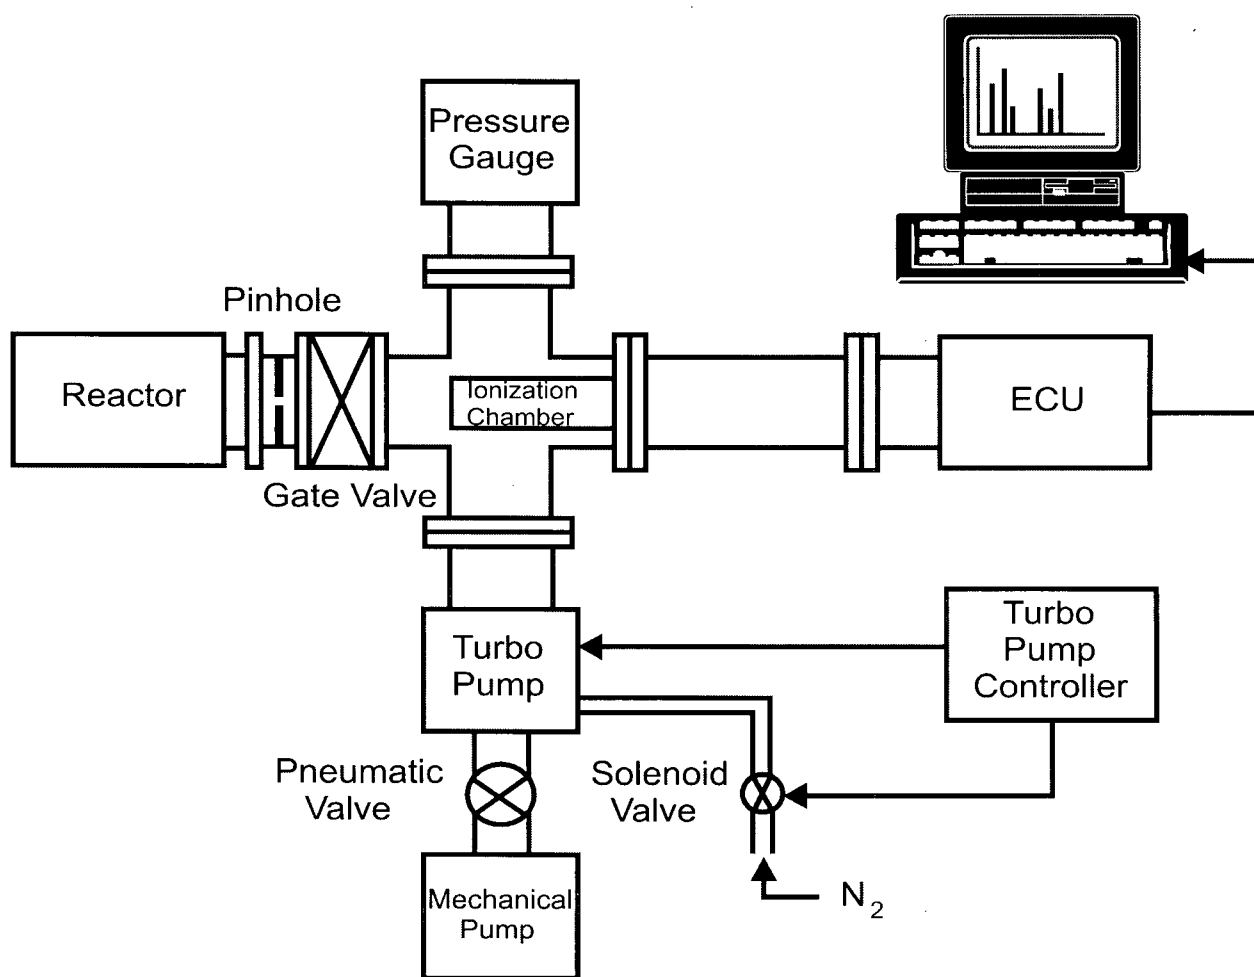 Pressure
Gauge
Pinhole
Reactor
Ionization
Chamber
ECU
Gate Valve
Turbo
Pump
Turbo
Pump
Controller
Pneumatic
Valve
Solenoid
Valve
Mechanical
Pump
N2